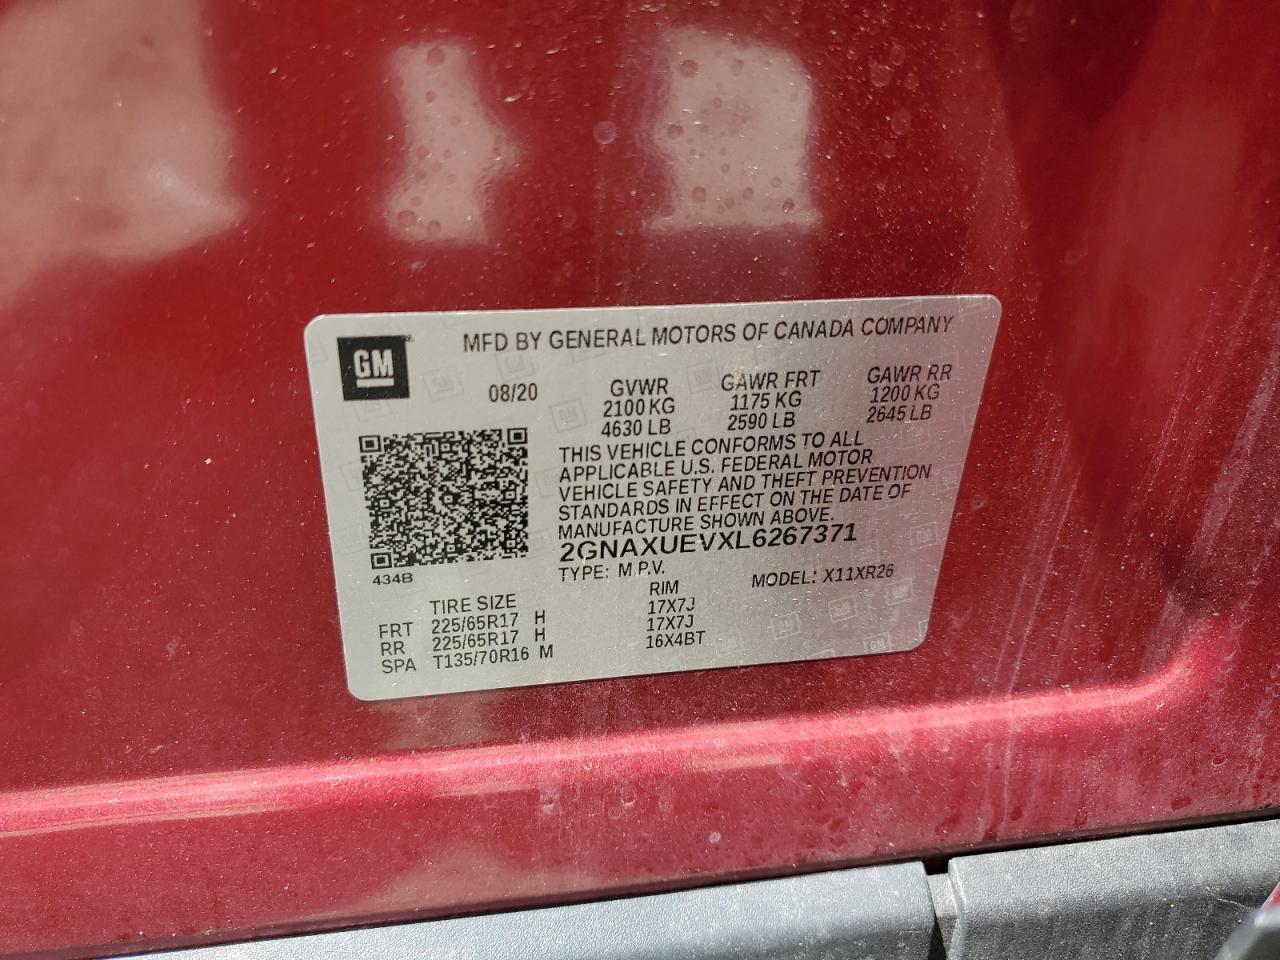 GM
MFD BY GENERAL MOTORS OF CANADA COMPANY
08/20
GVWR
2100 KG
4630 LB
GAWR FRT
1175 KG
2590 LB
GAWR RR
1200 KG
2645 LB
THIS VEHICLE CONFORMS TO ALL
APPLICABLE U.S. FEDERAL MOTOR
VEHICLE SAFETY AND THEFT PREVENTION
STANDARDS IN EFFECT ON THE DATE OF
MANUFACTURE SHOWN ABOVE.
2GNAXUEVXL6267371
434B
TYPE: M.P.V.
MODEL: X11XR26
TIRE SIZE
RIM
FRT 225/65R17 H 17X7J
RR 225/65R17 H 17X7J
SPA T135/70R16 M 16X4BT